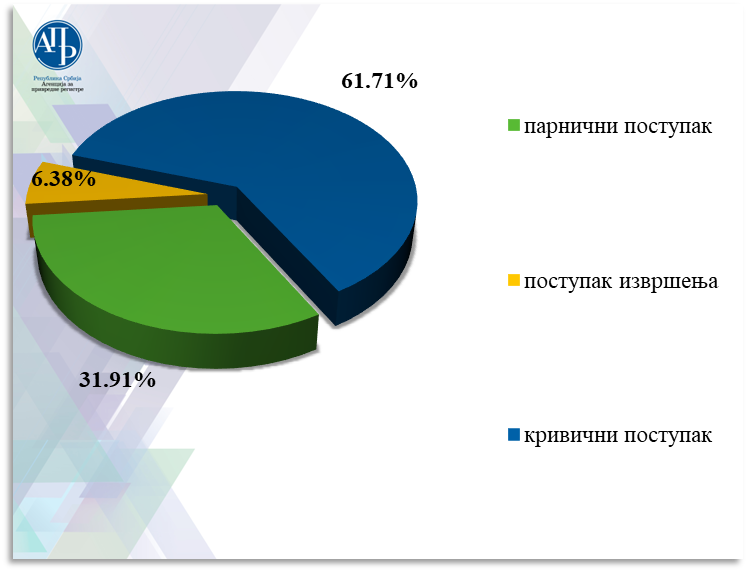 АПР
Република Србија
Агенција за
привредне регистре
61.71%
6.38%
31.91%
парнични поступак
поступак извршења
кривични поступак